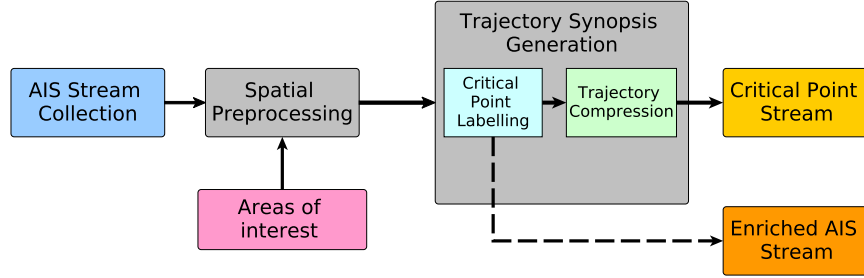 AIS Stream
Collection
Spatial
Preprocessing
Areas of
interest
Trajectory Synopsis
Generation
Critical
Point
Labelling
Trajectory
Compression
Critical Point
Stream
Enriched AIS
Stream